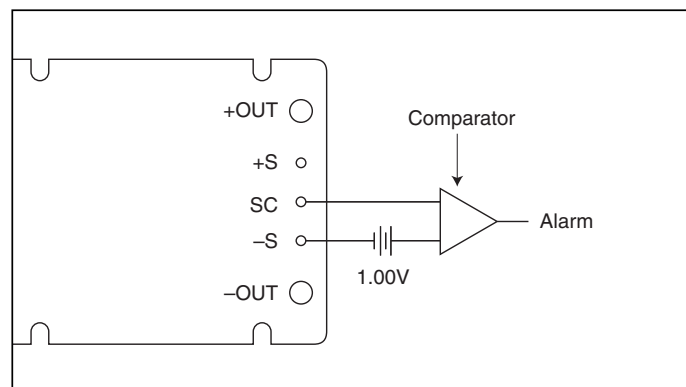 +OUT
Comparator
+S
SC
Alarm
–S
1.00V
–OUT